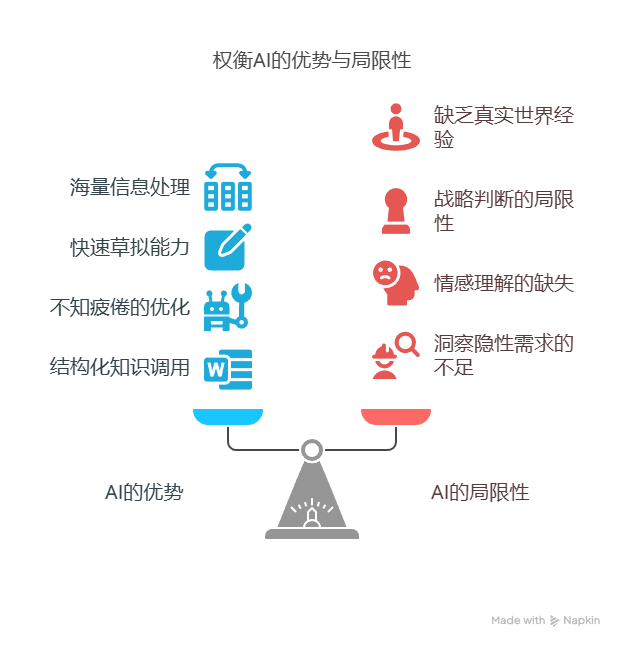 权衡AI的优势与局限性
海量信息处理
快速草拟能力
不知疲倦的优化
结构化知识调用
W
缺乏真实世界经
验
战略判断的局限
性
情感理解的缺失
洞察隐性需求的
不足
AI的优势
AI的局限性
Made with Napkin